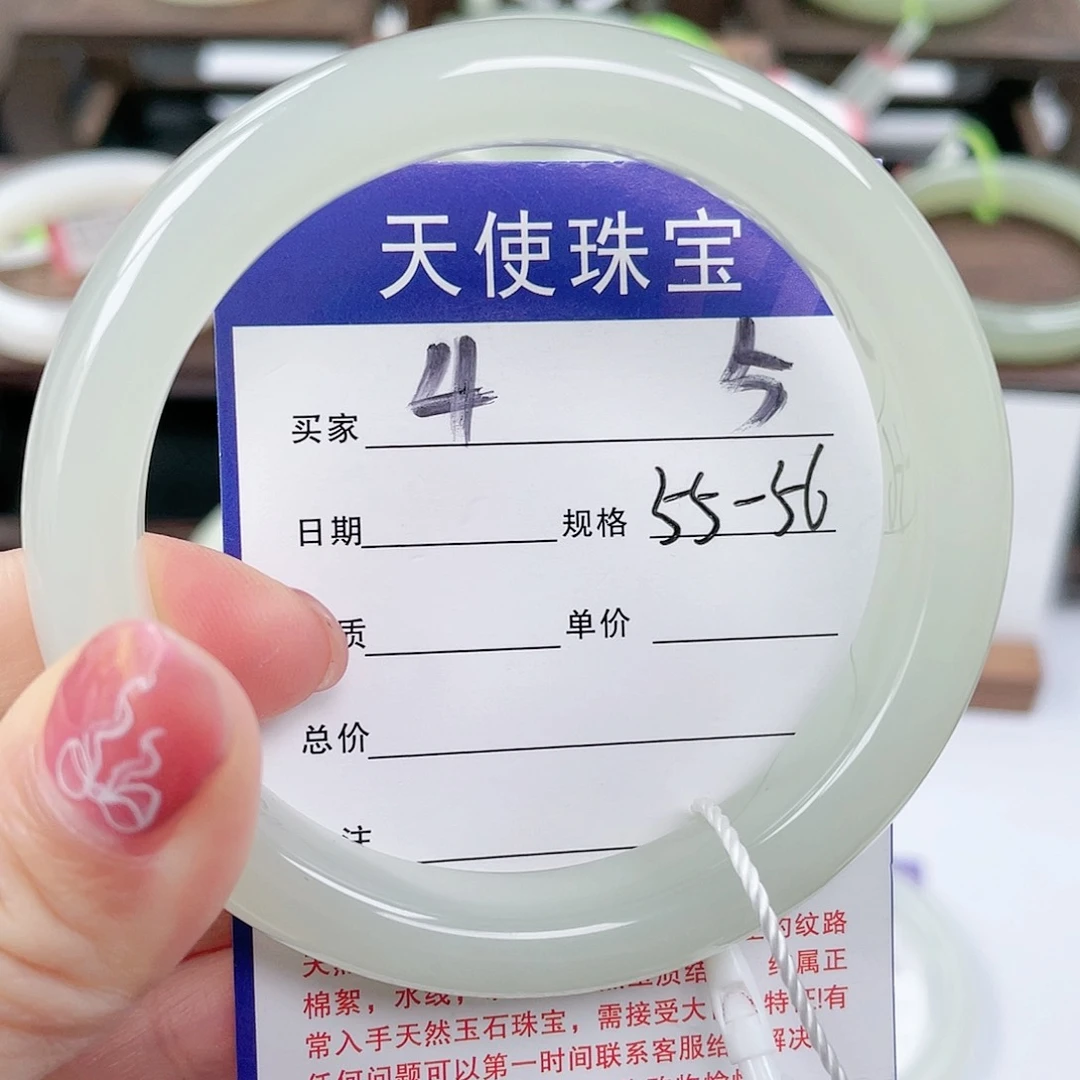 天使珠宝
买家 4 5
日期 规格 55-56
质 单价
总价
注
的纹路
属正
棉絮，水线，
常入手天然玉石珠宝，需接受大 特 !有
任何问题可以第一时间联系客服给 解决